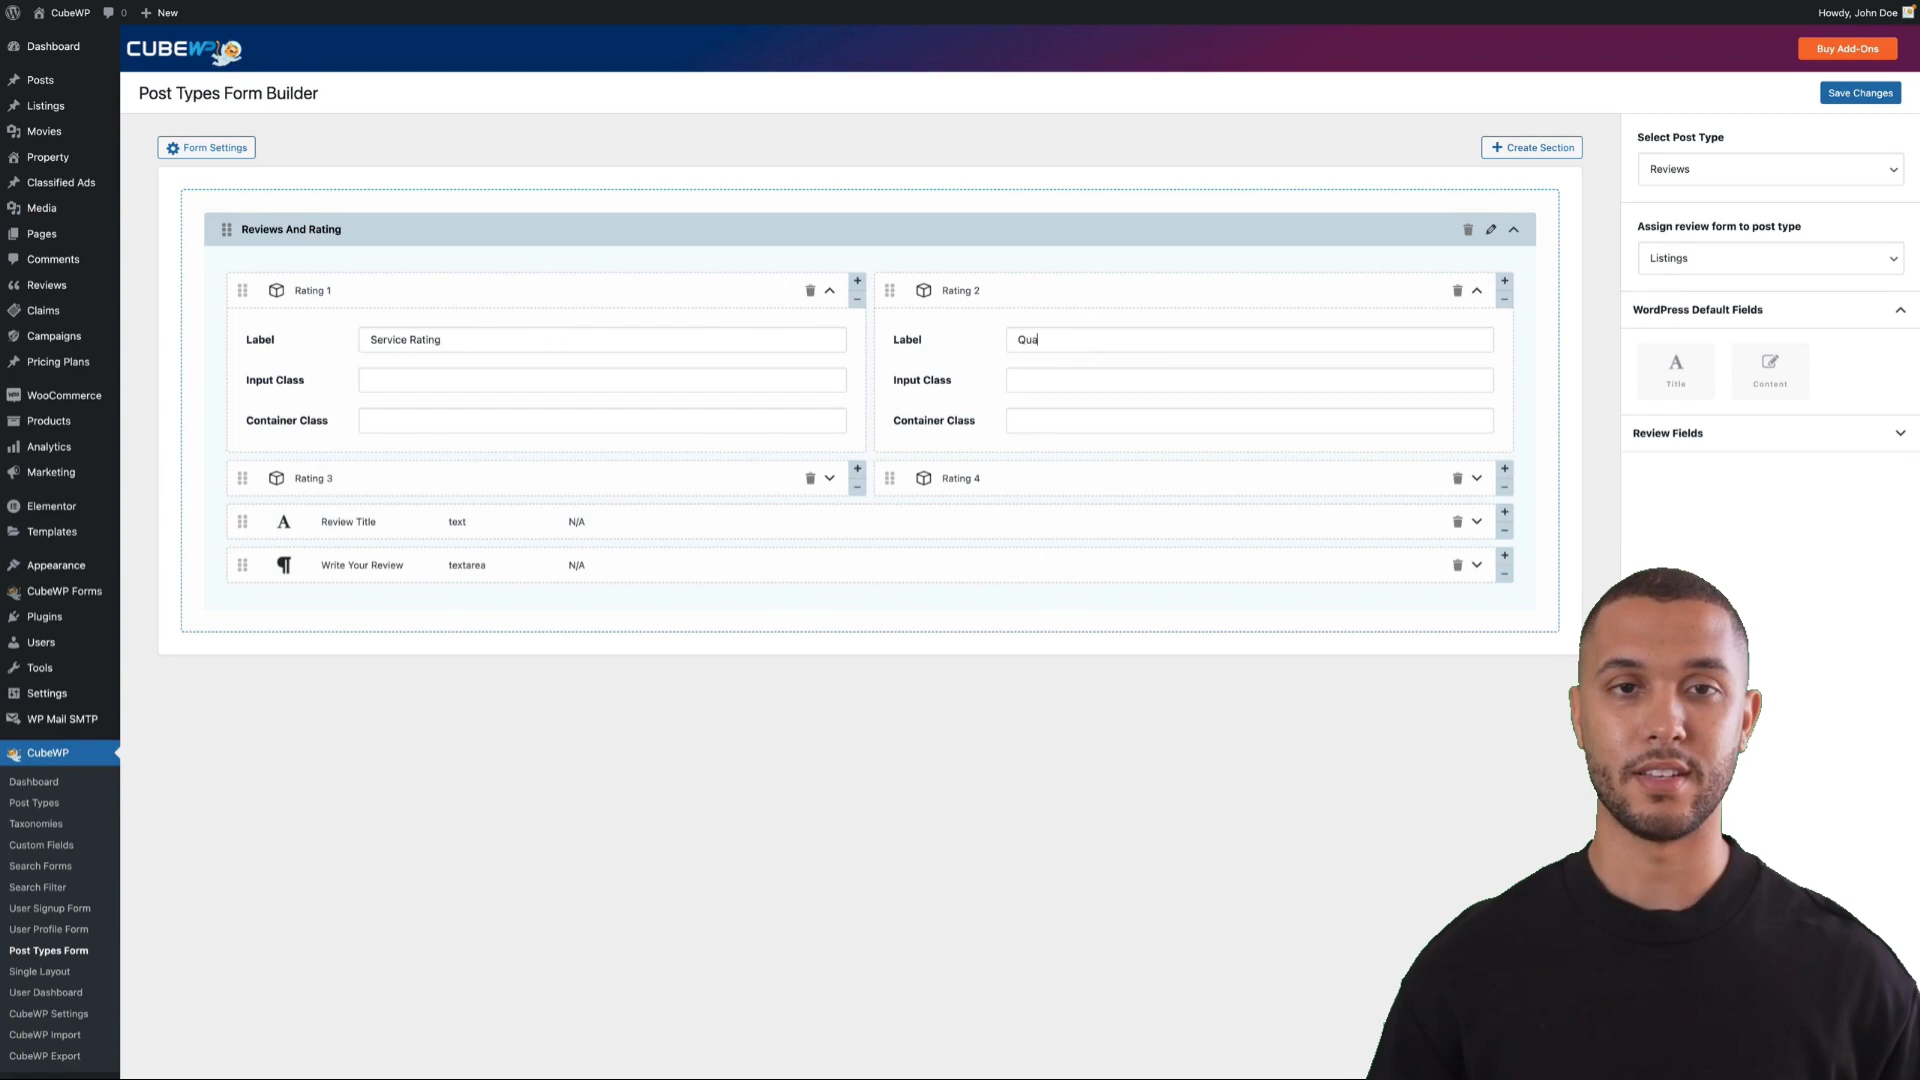 CubeWP
0
New
Howdy, John Doe
CUBEWP
Buy Add-Ons
Post Types Form Builder
Save Changes
Dashboard
Posts
Listings
Movies
Property
Classified Ads
Media
Pages
Comments
Reviews
Claims
Campaigns
Pricing Plans
WooCommerce
Products
Analytics
Marketing
Elementor
Templates
Appearance
CubeWP Forms
Plugins
Users
Tools
Settings
WP Mail SMTP
CubeWP
Dashboard
Post Types
Taxonomies
Custom Fields
Search Forms
Search Filter
User Signup Form
User Profile Form
Post Types Form
Single Layout
User Dashboard
CubeWP Settings
CubeWP Import
CubeWP Export
Form Settings
Create Section
Reviews And Rating
Rating 1
Label
Service Rating
Input Class
Container Class
Rating 2
Label
Qua
Input Class
Container Class
Rating 3
Rating 4
Review Title text N/A
Write Your Review textarea N/A
Select Post Type
Reviews
Assign review form to post type
Listings
WordPress Default Fields
Title
Content
Review Fields